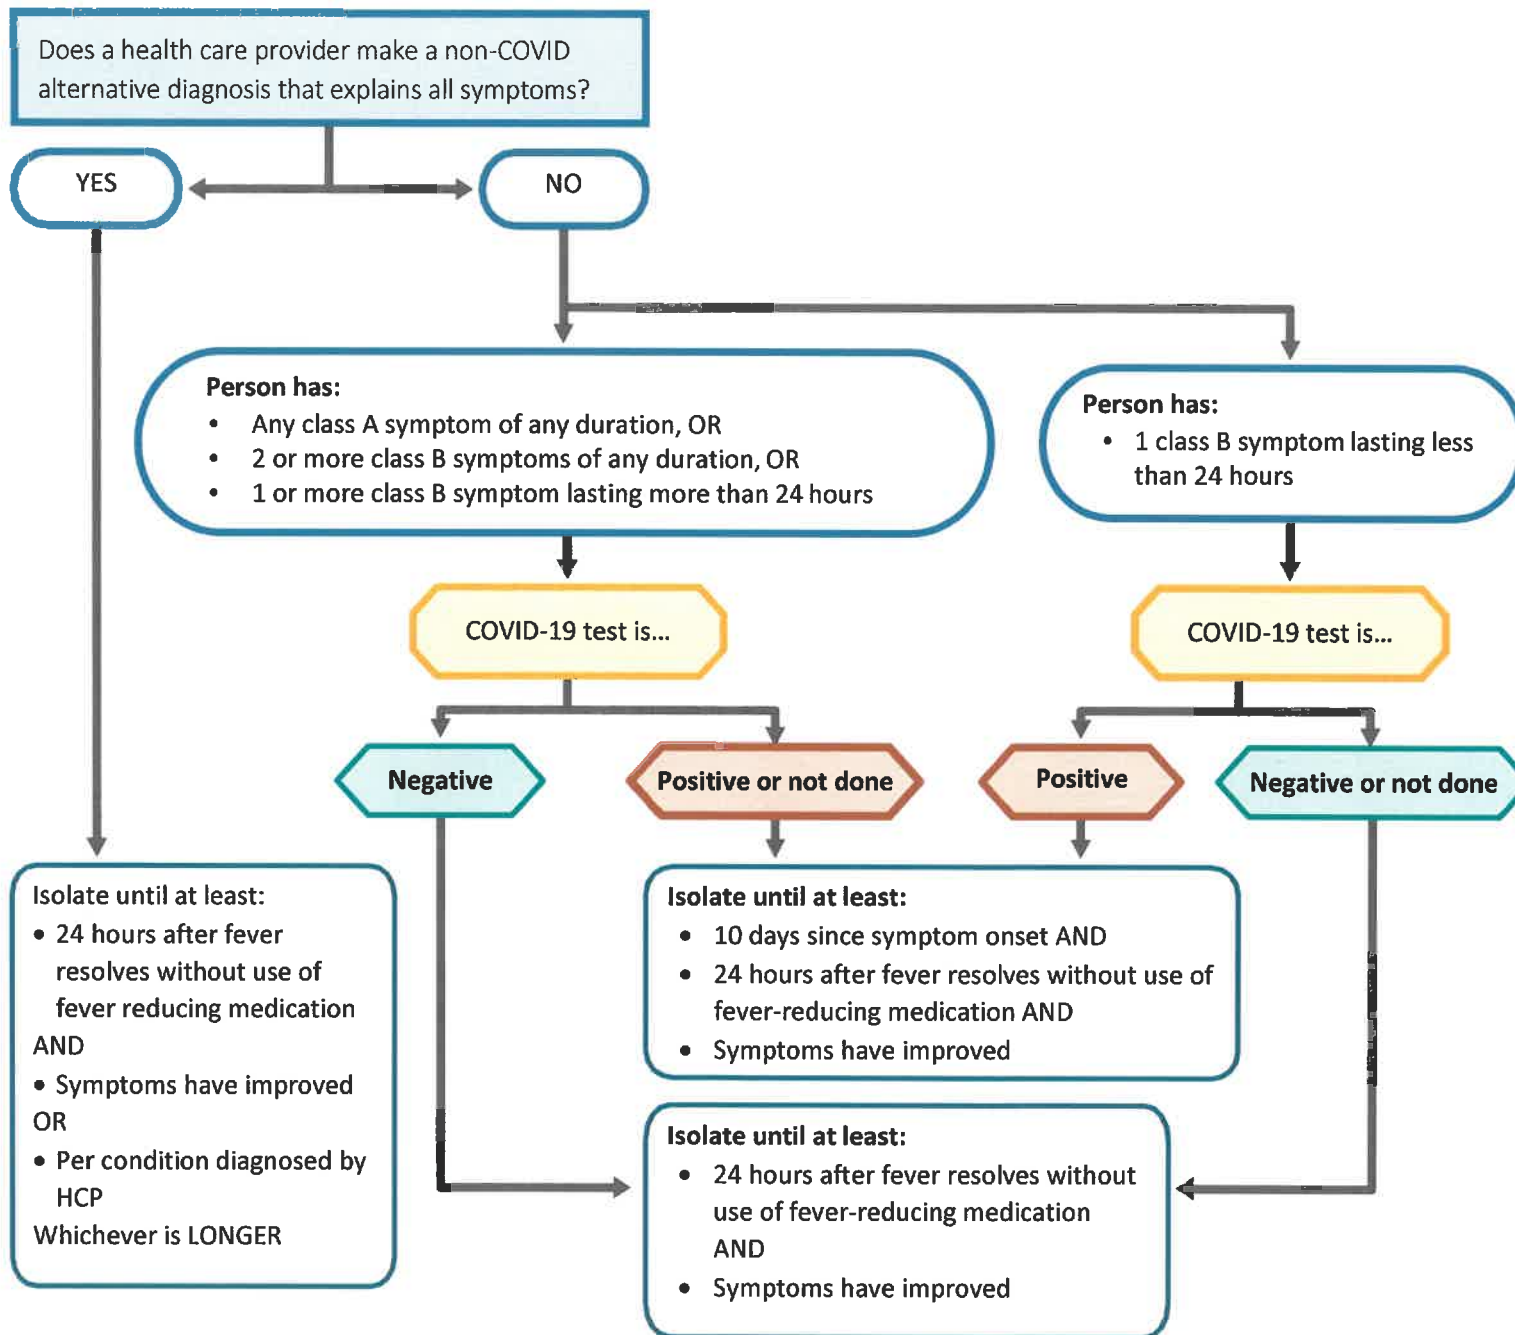 Does a health care provider make a non-COVID
alternative diagnosis that explains all symptoms?
YES
NO
Person has:
• Any class A symptom of any duration, OR
• 2 or more class B symptoms of any duration, OR
• 1 or more class B symptom lasting more than 24 hours
Person has:
• 1 class B symptom lasting less
than 24 hours
COVID-19 test is...
COVID-19 test is...
Negative
Positive or not done
Positive
Negative or not done
Isolate until at least:
• 24 hours after fever
resolves without use of
fever reducing medication
AND
• Symptoms have improved
OR
• Per condition diagnosed by
HCP
Whichever is LONGER
Isolate until at least:
• 10 days since symptom onset AND
• 24 hours after fever resolves without use of
fever-reducing medication AND
• Symptoms have improved
Isolate until at least:
• 24 hours after fever resolves without
use of fever-reducing medication
AND
• Symptoms have improved